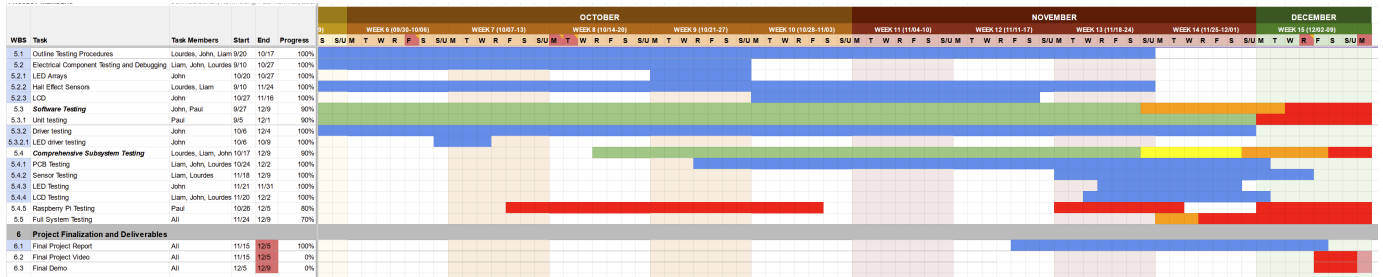 OCTOBER NOVEMBER DECEMBER
9) WEEK 6 (09/30-10/06) WEEK 7 (10/07-13) WEEK 8 (10/14-20) WEEK 9 (10/21-27) WEEK 10 (10/28-11/03) WEEK 11 (11/04-10) WEEK 12 (11/11-17) WEEK 13 (11/18-24) WEEK 14 (11/25-12/01) WEEK 15 (12/02-09)
WBS Task Task Members Start End Progress S S/U M T W R F S S/U M T W R F S S/U M T W R F S S/U M T W R F S S/U M T W R F S S/U M T W R F S S/U M T W R F S S/U M T W R F S S/U M T W R F S S/U M T W R F S S/U M
5.1 Outline Testing Procedures Lourdes, John, Liam 9/20 10/17 100%
5.2 Electrical Component Testing and Debugging Liam, John, Lourdes 9/10 10/27 100%
5.2.1 LED Arrays John 10/20 10/27 100%
5.2.2 Hall Effect Sensors Lourdes, Liam 9/10 11/24 100%
5.2.3 LCD John 10/27 11/16 100%
5.3 Software Testing John, Paul 9/27 12/9 90%
5.3.1 Unit testing Paul 9/5 12/1 90%
5.3.2 Driver testing John 10/6 12/4 100%
5.3.2.1 LED driver testing John 10/6 10/9 100%
5.4 Comprehensive Subsystem Testing Lourdes, Liam, John 10/17 12/9 90%
5.4.1 PCB Testing Liam, John, Lourdes 10/24 12/2 100%
5.4.2 Sensor Testing Liam, Lourdes 11/18 12/9 100%
5.4.3 LED Testing John 11/21 11/31 100%
5.4.4 LCD Testing Liam, John, Lourdes 11/20 12/2 100%
5.4.5 Raspberry Pi Testing Paul 10/26 12/5 80%
5.5 Full System Testing All 11/24 12/9 70%
6 Project Finalization and Deliverables
6.1 Final Project Report All 11/15 12/5 100%
6.2 Final Project Video All 11/15 12/5 0%
6.3 Final Demo All 12/5 12/9 0%